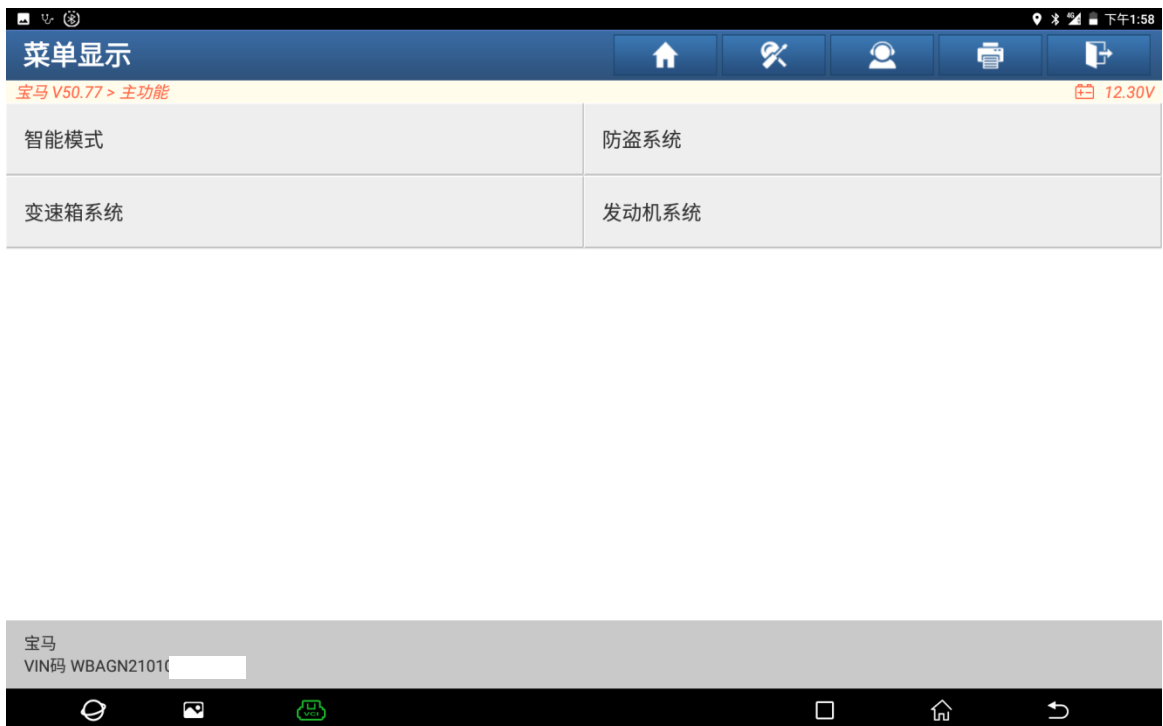 下午1:58
菜单显示
宝马 V50.77 > 主功能
12.30V
智能模式
防盗系统
变速箱系统
发动机系统
宝马
VIN码 WBAGN21010
VCI